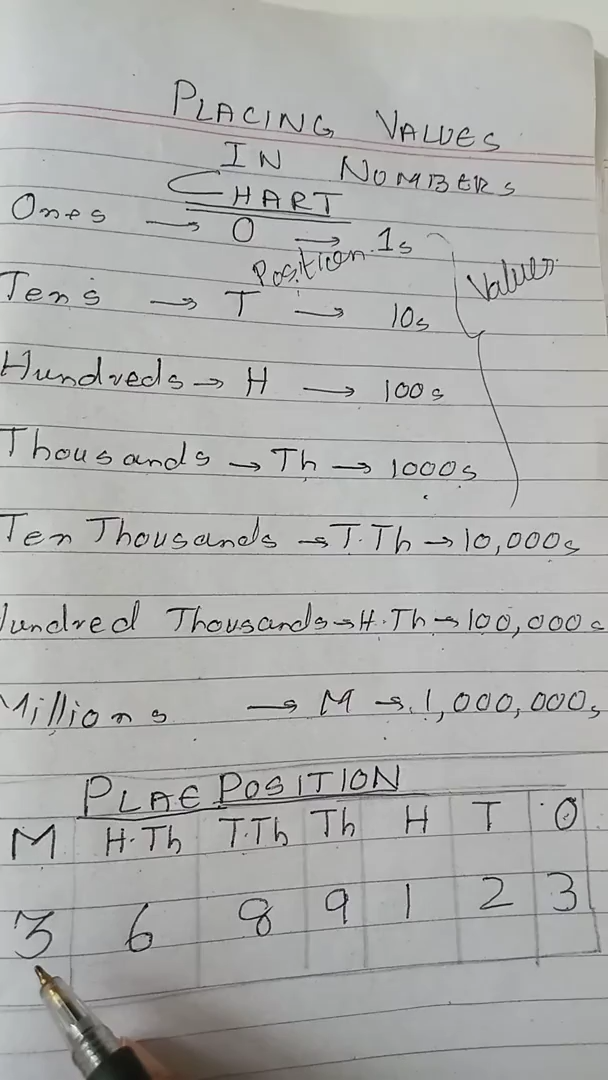 PLACING VALUES
IN NUMBERS
CHART
Ones → O → 1s
Position
Values
Tens → T → 10s
Hundreds → H → 100s
Thousands → Th → 1000s
Ten Thousands → T.Th → 10,000s
Hundred Thousands → H.Th → 100,000s
Millions → M → 1,000,000s
PLAE POSITION
M H.Th T.Th Th H T O
3 6 8 9 1 2 3